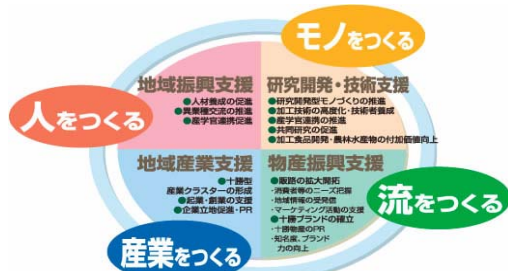 モノをつくる
人をつくる
地域振興支援
●人材養成の促進
●異業種交流の推進
●産学官連携促進
研究開発・技術支援
●研究開発型モノづくりの推進
●加工技術の高度化・技術者養成
●産学官連携の推進
●共同研究の促進
●加工食品開発・農林水産物の付加価値向上
地域産業支援
●十勝型
産業クラスターの形成
●起業・創業の支援
●企業立地促進・PR
物産振興支援
●販路の拡大開拓
・消費者等のニーズ把握
・地域情報の受発信
・マーケティング活動の支援
●十勝ブランドの確立
・十勝物産のPR
・知名度、ブランド
力の向上
産業をつくる
流をつくる